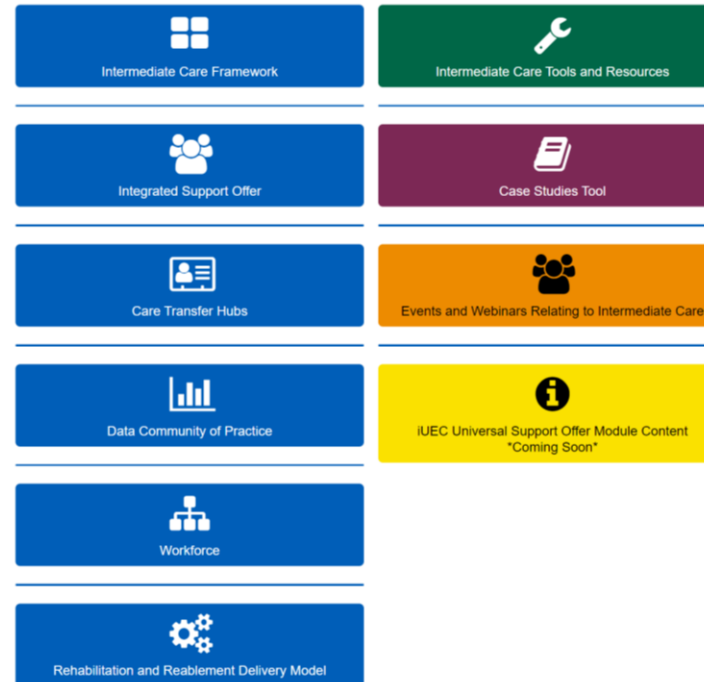 Intermediate Care Framework
Intermediate Care Tools and Resources
Integrated Support Offer
Case Studies Tool
Care Transfer Hubs
Events and Webinars Relating to Intermediate Care
Data Community of Practice
iUEC Universal Support Offer Module Content
*Coming Soon*
Workforce
Rehabilitation and Reablement Delivery Model